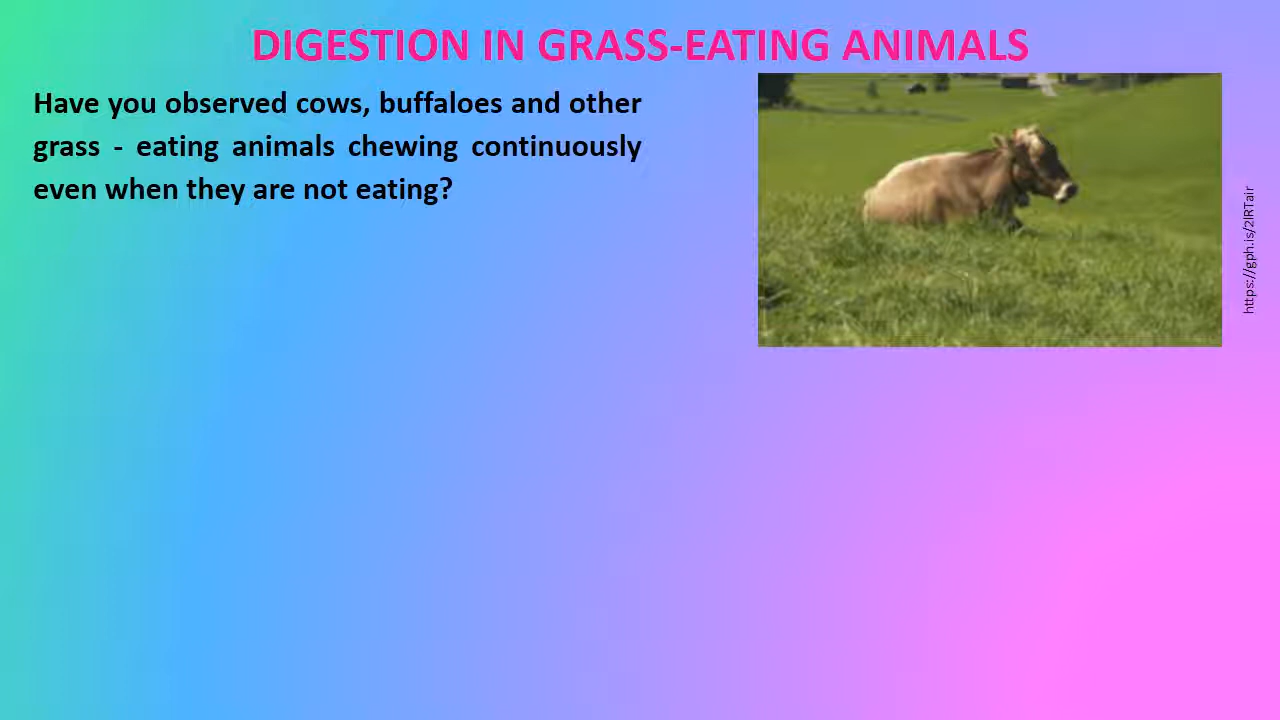 DIGESTION IN GRASS-EATING ANIMALS
Have you observed cows, buffaloes and other
grass - eating animals chewing continuously
even when they are not eating?
https://gph.is/2IRTair